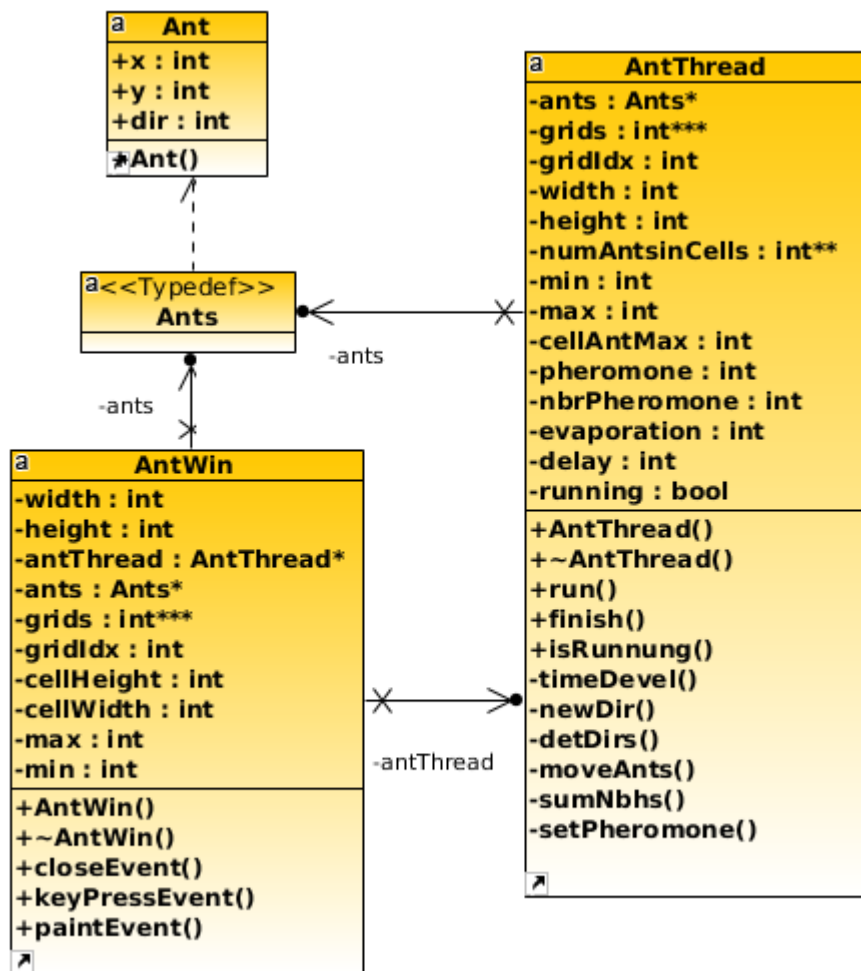 a Ant
+x : int
+y : int
+dir : int
+Ant()
a <<Typedef>>
Ants
-ants
-ants
a AntWin
-width : int
-height : int
-antThread : AntThread*
-ants : Ants*
-grids : int***
-gridIdx : int
-cellHeight : int
-cellWidth : int
-max : int
-min : int
+AntWin()
+~AntWin()
+closeEvent()
+keyPressEvent()
+paintEvent()
-antThread
a AntThread
-ants : Ants*
-grids : int***
-gridIdx : int
-width : int
-height : int
-numAntsinCells : int**
-min : int
-max : int
-cellAntMax : int
-pheromone : int
-nbrPheromone : int
-evaporation : int
-delay : int
-running : bool
+AntThread()
+~AntThread()
+run()
+finish()
+isRunnung()
-timeDevel()
-newDir()
-detDirs()
-moveAnts()
-sumNbhs()
-setPheromone()